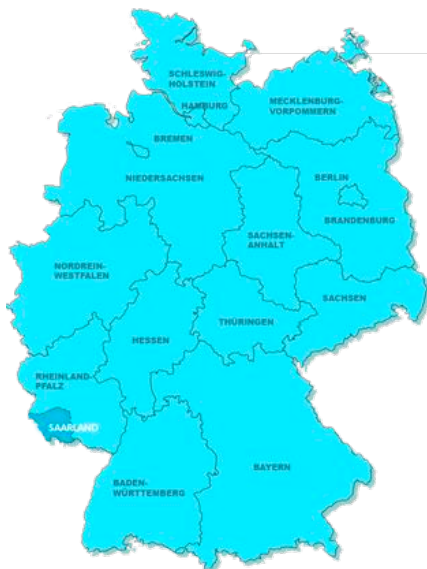 SCHLESWIG-
HOLSTEIN
HAMBURG
MECKLENBURG-
VORPOMMERN
BREMEN
NIEDERSACHSEN
BERLIN
BRANDENBURG
SACHSEN-
ANHALT
NORDREIN-
WESTFALEN
SACHSEN
THÜRINGEN
HESSEN
RHEINLAND-
PFALZ
SAARLAND
BAYERN
BADEN-
WÜRTTEMBERG